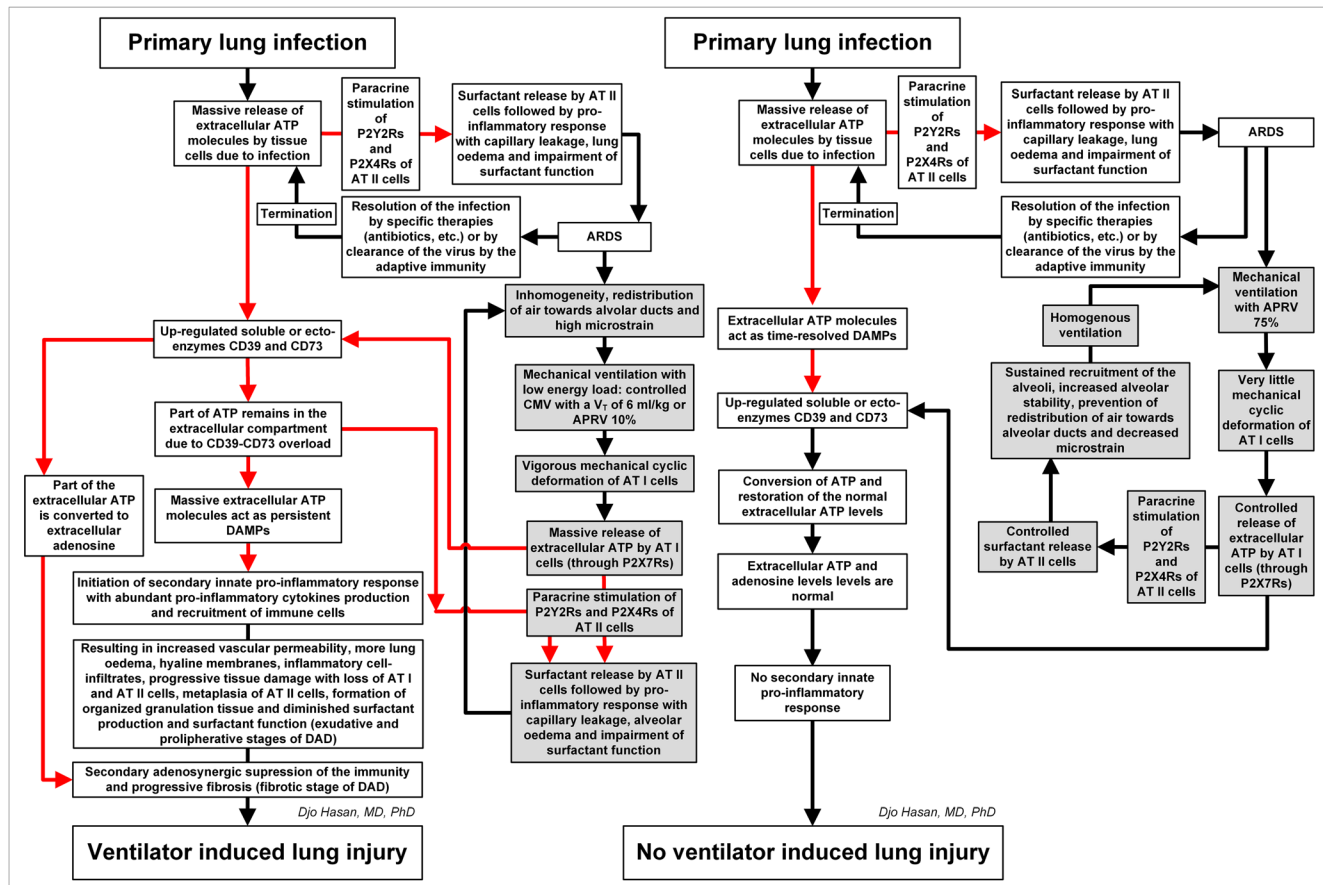 Primary lung infection
Massive release of
extracellular ATP
molecules by tissue
cells due to infection
Paracrine
stimulation
of
P2Y2Rs
and
P2X4Rs of
AT II cells
Surfactant release by AT II
cells followed by pro-
inflammatory response
with capillary leakage, lung
oedema and impairment of
surfactant function
Termination
Resolution of the infection
by specific therapies
(antibiotics, etc.) or by
clearance of the virus by the
adaptive immunity
ARDS
Inhomogeneity, redistribution
of air towards alvolar ducts and
high microstrain
Up-regulated soluble or ecto-
enzymes CD39 and CD73
Mechanical ventilation with
low energy load: controlled
CMV with a VT of 6 ml/kg or
APRV 10%
Part of ATP remains in the
extracellular compartment
due to CD39-CD73 overload
Vigorous mechanical cyclic
deformation of AT I cells
Part of the
extracellular ATP
is converted to
extracellular
adenosine
Massive extracellular ATP
molecules act as persistent
DAMPs
Massive release of
extracellular ATP by AT I
cells (through P2X7Rs)
Initiation of secondary innate pro-inflammatory response
with abundant pro-inflammatory cytokines production
and recruitment of immune cells
Paracrine stimulation of
P2Y2Rs and P2X4Rs of
AT II cells
Resulting in increased vascular permeability, more lung
oedema, hyaline membranes, inflammatory cell-
infiltrates, progressive tissue damage with loss of AT I
and AT II cells, metaplasia of AT II cells, formation of
organized granulation tissue and diminished surfactant
production and surfactant function (exudative and
prolipherative stages of DAD)
Surfactant release by AT II
cells followed by pro-
inflammatory response with
capillary leakage, alveolar
oedema and impairment of
surfactant function
Secondary adenosynergic supression of the immunity
and progressive fibrosis (fibrotic stage of DAD)
Djo Hasan, MD, PhD
Ventilator induced lung injury
Primary lung infection
Massive release of
extracellular ATP
molecules by tissue
cells due to infection
Paracrine
stimulation
of
P2Y2Rs
and
P2X4Rs of
AT II cells
Surfactant release by AT II
cells followed by pro-
inflammatory response with
capillary leakage, lung
oedema and impairment of
surfactant function
ARDS
Termination
Resolution of the infection
by specific therapies
(antibiotics, etc.) or by
clearance of the virus by the
adaptive immunity
Mechanical
ventilation
with APRV
75%
Homogenous
ventilation
Extracellular ATP molecules
act as time-resolved DAMPs
Sustained recruitment of the
alveoli, increased alveolar
stability, prevention of
redistribution of air towards
alveolar ducts and decreased
microstrain
Very little
mechanical
cyclic
deformation of
AT I cells
Up-regulated soluble or ecto-
enzymes CD39 and CD73
Conversion of ATP and
restoration of the normal
extracellular ATP levels
Controlled
surfactant release
by AT II cells
Paracrine
stimulation
of
P2Y2Rs
and
P2X4Rs of
AT II cells
Controlled
release of
extracellular
ATP by AT I
cells (through
P2X7Rs)
Extracellular ATP and
adenosine levels levels are
normal
No secondary innate
pro-inflammatory
response
Djo Hasan, MD, PhD
No ventilator induced lung injury